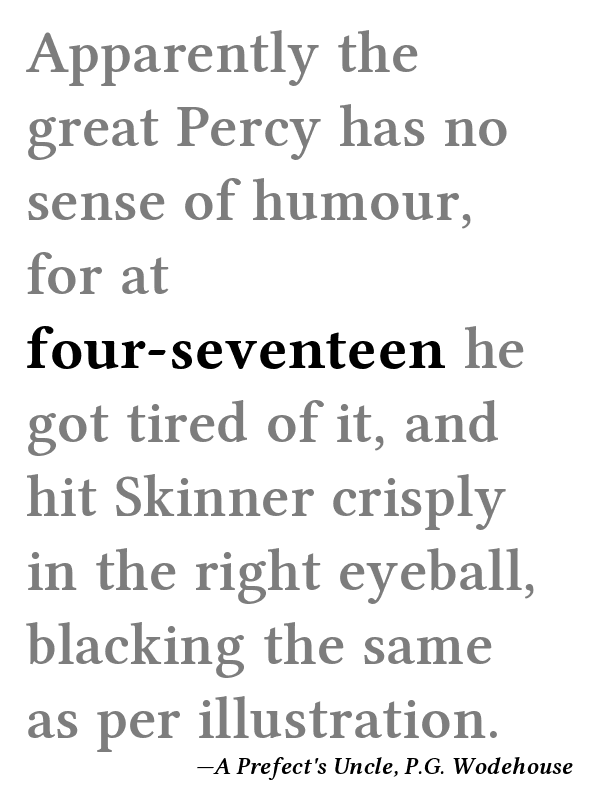 Apparently the
great Percy has no
sense of humour,
for at
four-seventeen he
got tired of it, and
hit Skinner crisply
in the right eyeball,
blacking the same
as per illustration.
—A Prefect's Uncle, P.G. Wodehouse